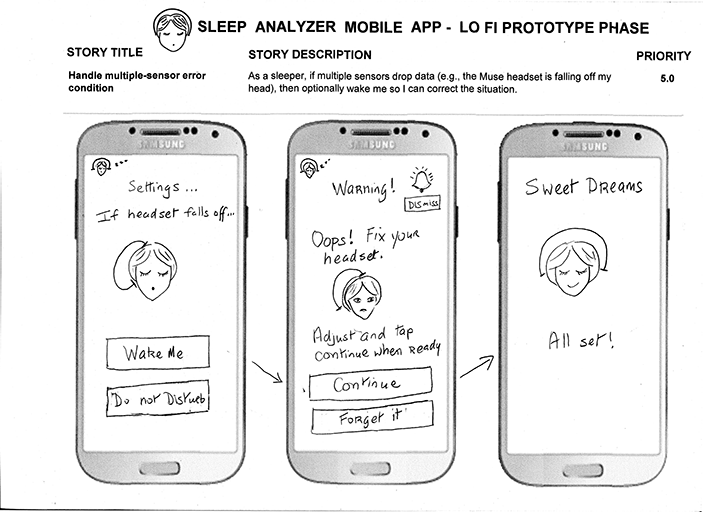 SLEEP ANALYZER MOBILE APP - LO FI PROTOTYPE PHASE
STORY TITLE
STORY DESCRIPTION
PRIORITY
Handle multiple-sensor error
condition
As a sleeper, if multiple sensors drop data (e.g., the Muse headset is falling off my
head), then optionally wake me so I can correct the situation.
5.0
SAMSUNG
Settings ...
If headset falls off...
Wake Me
Do not Disturb
SAMSUNG
Warning!
Dismiss
Oops! Fix your
headset.
Adjust and tap
continue when Ready
Continue
Forget it
SAMSUNG
Sweet Dreams
All set!